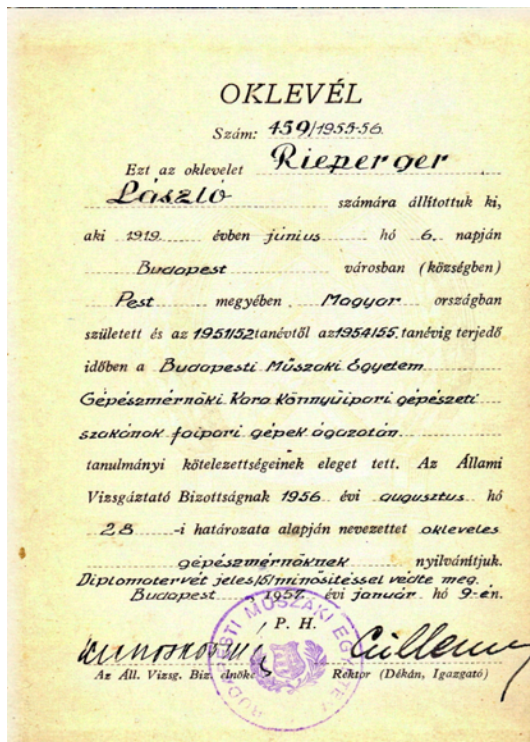 OKLEVÉL
Szám: 459/1955-56.
Ezt az oklevelet Rieperger
László számára állítottuk ki,
aki 1919 évben június hó 6. napján
Budapest városban (községben)
Pest megyében Magyar országban
született és az 1951/52 tanévtől az 1954/55. tanévig terjedő
időben a Budapesti Műszaki Egyetem
Gépészmérnöki Kara Könnyűipari gépészeti
szakának faipari gépek ágazatán
tanulmányi kötelezettségeinek eleget tett. Az Állami
Vizsgáztató Bizottságnak 1956 évi augusztus hó
28 -i határozata alapján nevezettet okleveles
gépészmérnöknek nyilvánítjuk.
Diplomatervét jeles/5/minősítéssel védte meg.
Budapest, 1957 évi január hó 9-én.
P. H.
Az Áll. Vizsg. Biz. elnöke Rektor (Dékán, Igazgató)
BUDAPESTI MŰSZAKI EGYETEM